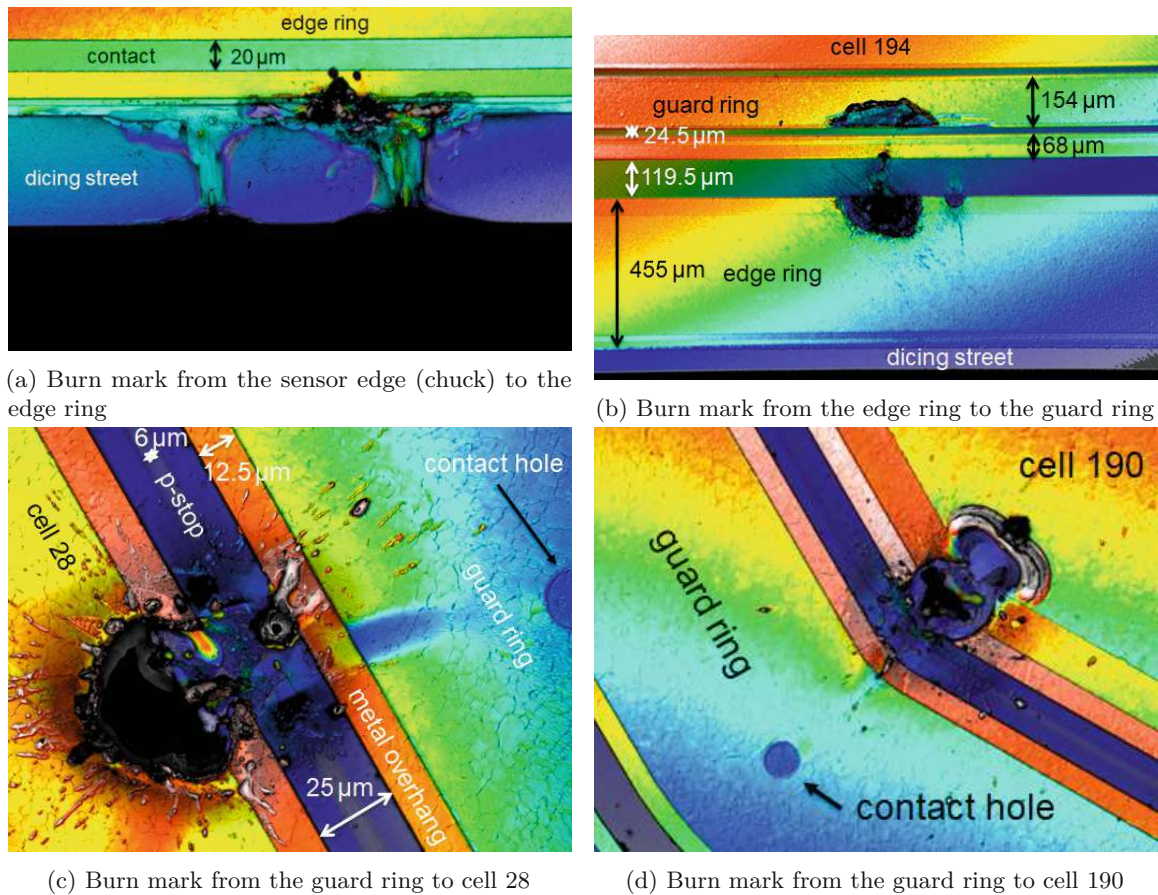 edge ring
contact
20 µm
dicing street
(a) Burn mark from the sensor edge (chuck) to the
edge ring
cell 194
guard ring
154 µm
24.5 µm
68 µm
119.5 µm
455 µm
edge ring
dicing street
(b) Burn mark from the edge ring to the guard ring
6 µm
12.5 µm
contact hole
p-stop
cell 28
guard ring
metal overhang
25 µm
(c) Burn mark from the guard ring to cell 28
cell 190
guard ring
contact hole
(d) Burn mark from the guard ring to cell 190